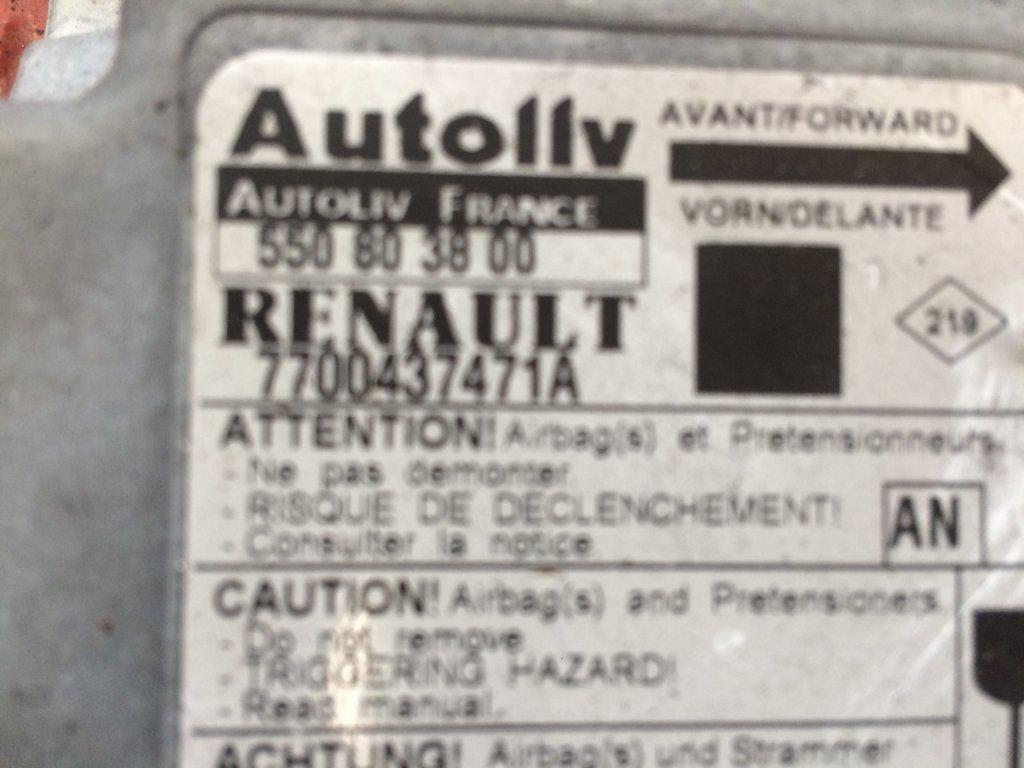 Autoliv
AVANT/FORWARD
AUTOLIV FRANCE
VORN/DELANTE
550 80 38 00
RENAULT
219
7700437471A
ATTENTION! Airbag(s) et Pretensionneurs.
- Ne pas demonter.
- RISQUE DE DECLENCHEMENT!
AN
- Consulter la notice.
CAUTION! Airbag(s) and Pretensioners.
- Do not remove
- TRIGGERING HAZARD!
- Read manual.
ACHTUNG! Airbag(s) und Strammer